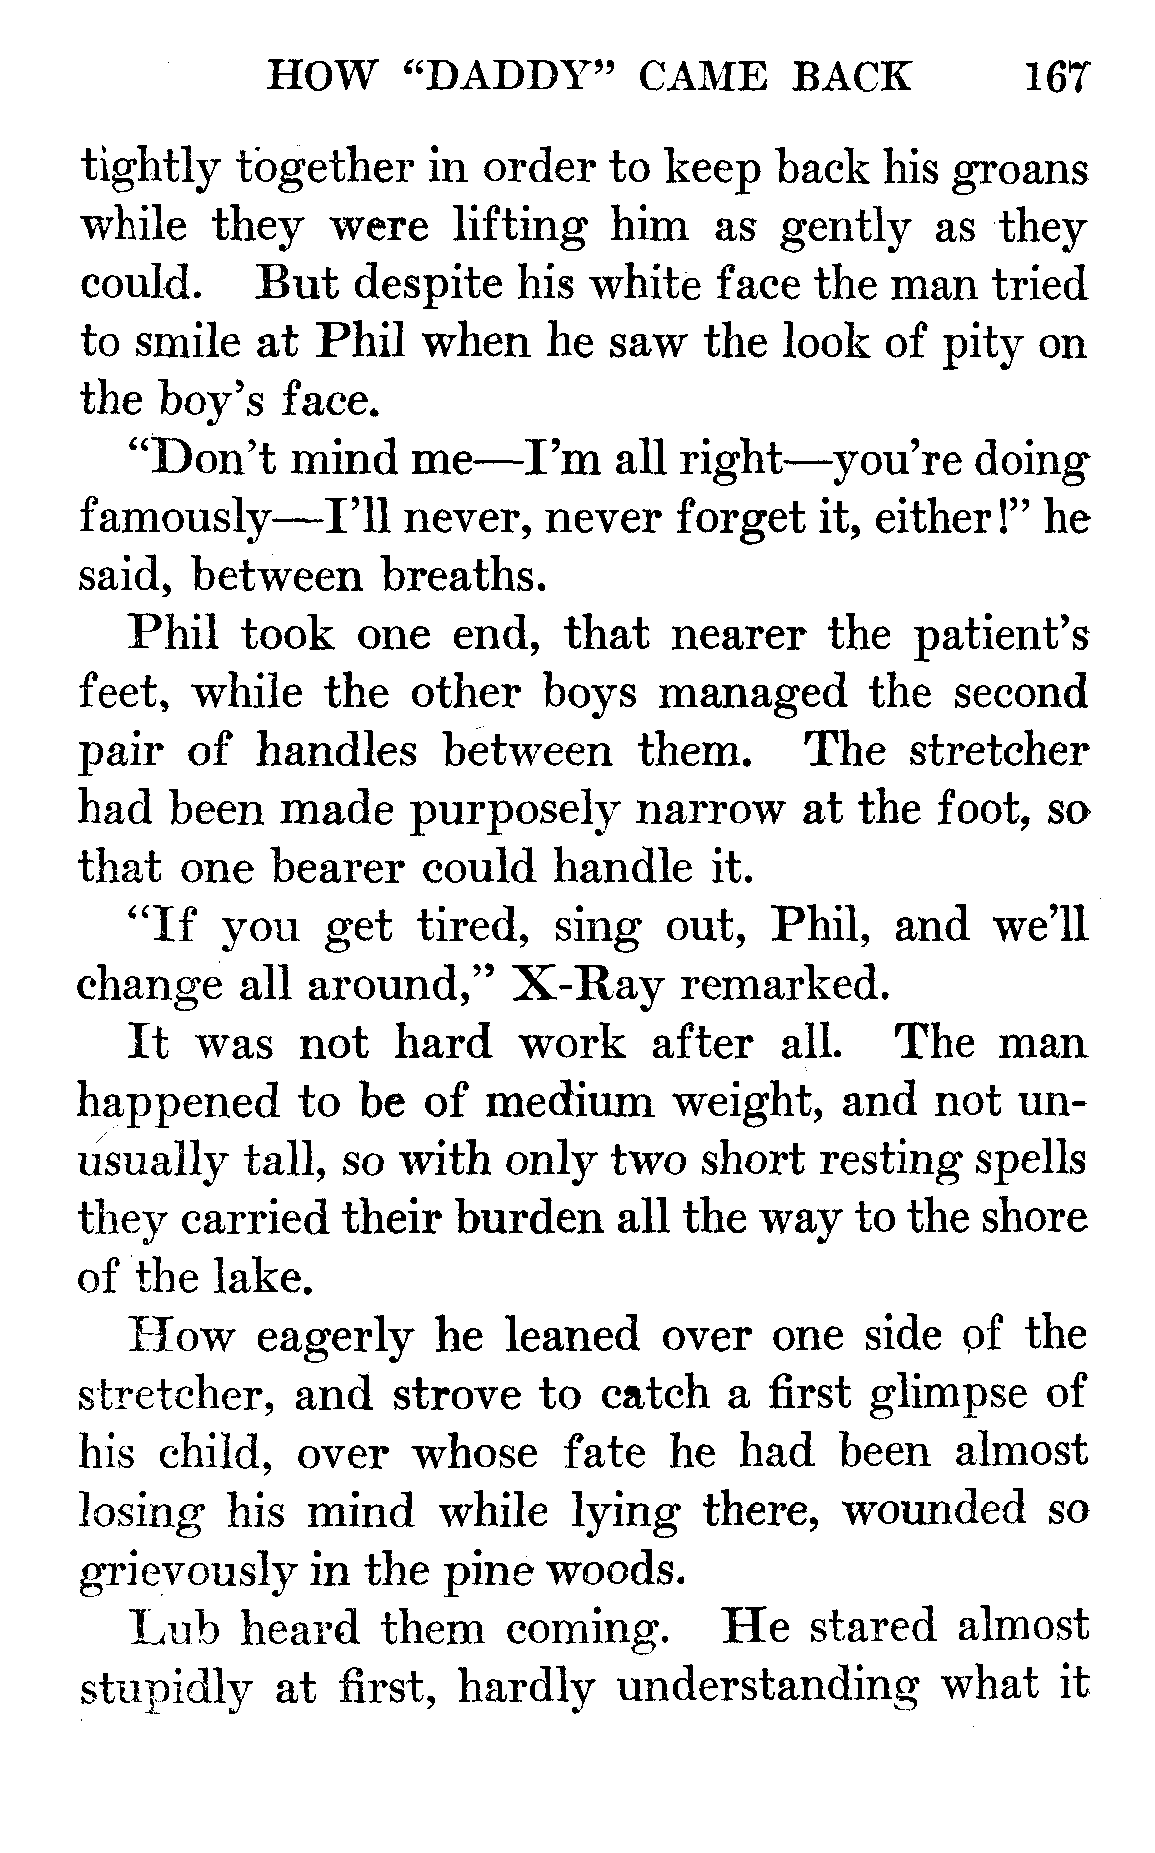 HOW “DADDY” CAME BACK 167
tightly together in order to keep back his groans
while they were lifting him as gently as they
could. But despite his white face the man tried
to smile at Phil when he saw the look of pity on
the boy’s face.
“Don’t mind me—I’m all right—you’re doing
famously—I’ll never, never forget it, either!” he
said, between breaths.
Phil took one end, that nearer the patient’s
feet, while the other boys managed the second
pair of handles between them. The stretcher
had been made purposely narrow at the foot, so
that one bearer could handle it.
“If you get tired, sing out, Phil, and we’ll
change all around,” X-Ray remarked.
It was not hard work after all. The man
happened to be of medium weight, and not un-
usually tall, so with only two short resting spells
they carried their burden all the way to the shore
of the lake.
How eagerly he leaned over one side of the
stretcher, and strove to catch a first glimpse of
his child, over whose fate he had been almost
losing his mind while lying there, wounded so
grievously in the pine woods.
Lub heard them coming. He stared almost
stupidly at first, hardly understanding what it